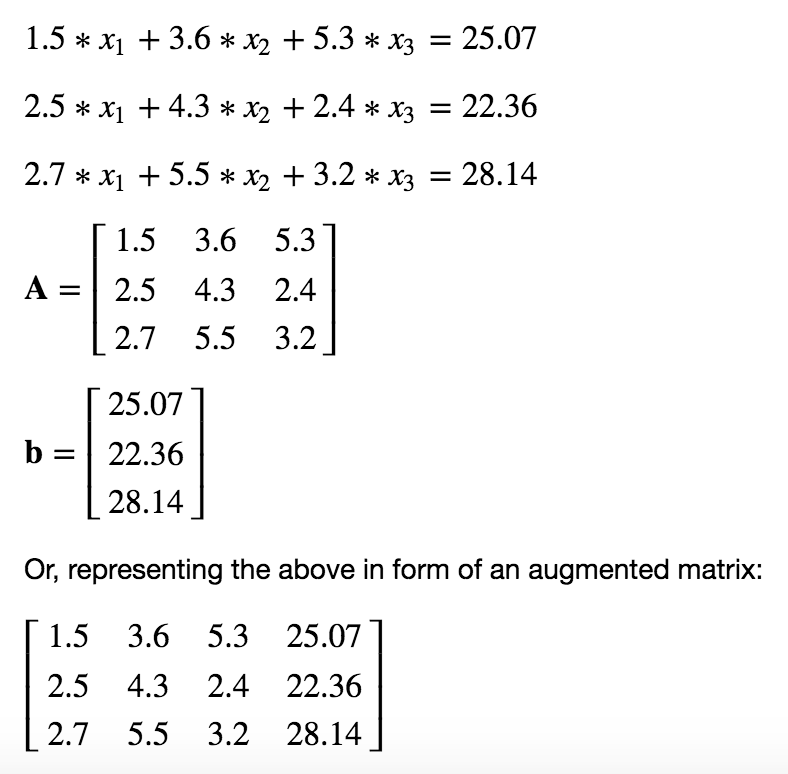 1.5 * x₁ + 3.6 * x₂ + 5.3 * x₃ = 25.07
2.5 * x₁ + 4.3 * x₂ + 2.4 * x₃ = 22.36
2.7 * x₁ + 5.5 * x₂ + 3.2 * x₃ = 28.14
1.5 3.6 5.3
A = 2.5 4.3 2.4
2.7 5.5 3.2
25.07
b = 22.36
28.14
Or, representing the above in form of an augmented matrix:
1.5 3.6 5.3 25.07
2.5 4.3 2.4 22.36
2.7 5.5 3.2 28.14